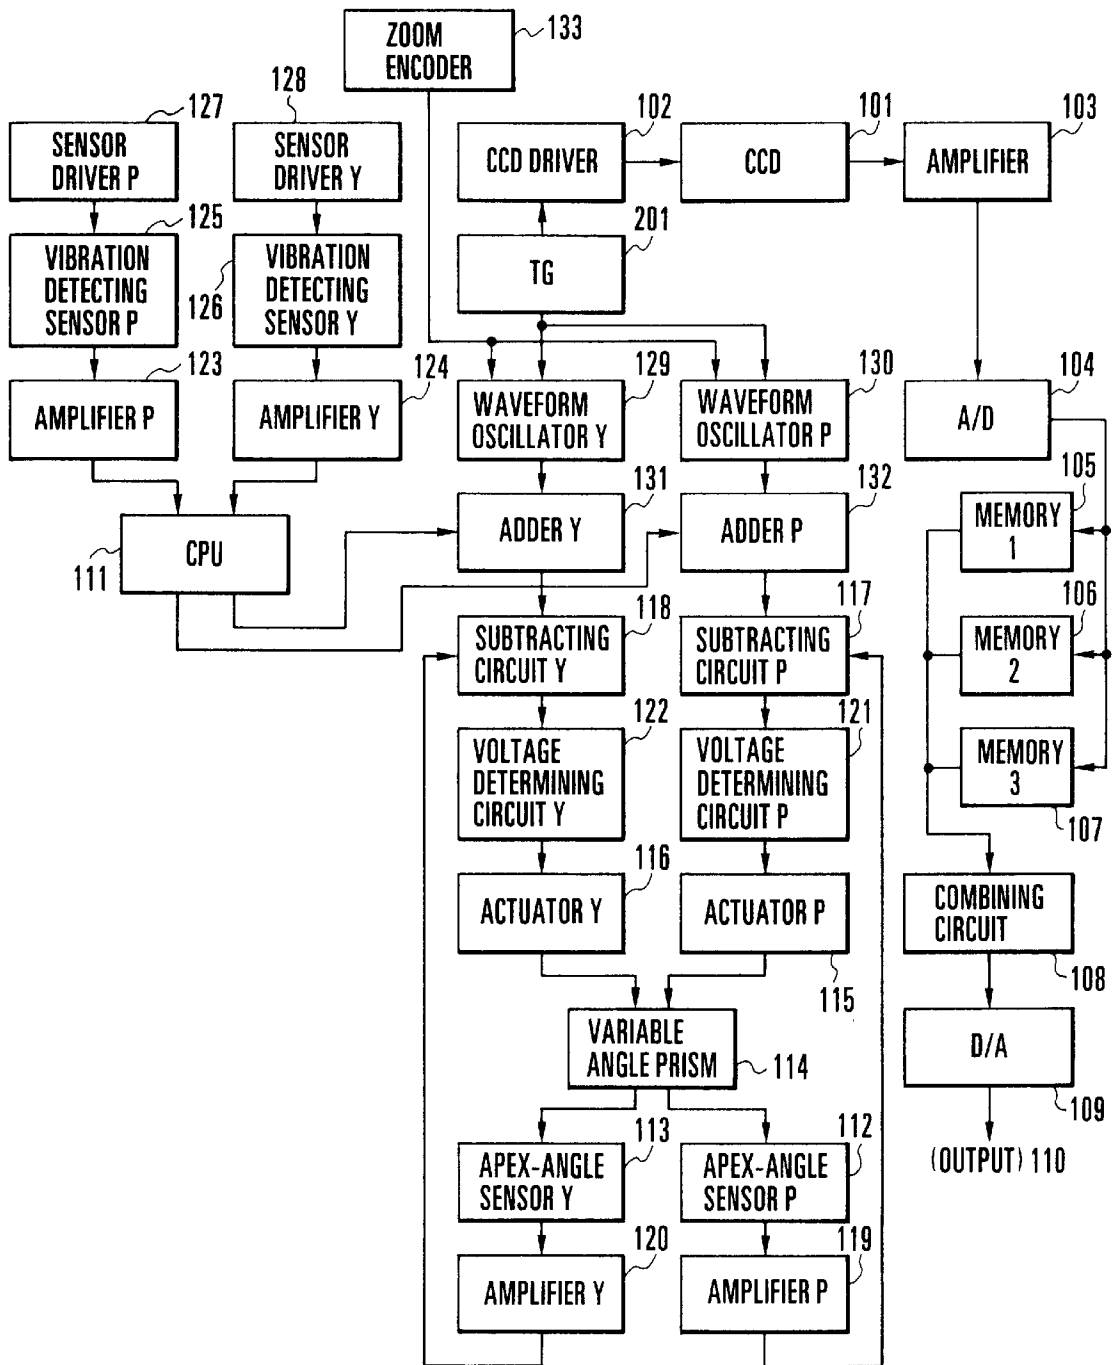 ZOOM
ENCODER
133
127
128
102
101
103
SENSOR
DRIVER P
SENSOR
DRIVER Y
CCD DRIVER
CCD
AMPLIFIER
125
201
VIBRATION
DETECTING
SENSOR P
126
VIBRATION
DETECTING
SENSOR Y
TG
123
124
129
130
104
AMPLIFIER P
AMPLIFIER Y
WAVEFORM
OSCILLATOR Y
WAVEFORM
OSCILLATOR P
A/D
131
132
105
CPU
111
ADDER Y
ADDER P
MEMORY
1
118
117
106
SUBTRACTING
CIRCUIT Y
SUBTRACTING
CIRCUIT P
MEMORY
2
122
121
VOLTAGE
DETERMINING
CIRCUIT Y
VOLTAGE
DETERMINING
CIRCUIT P
MEMORY
3
107
116
ACTUATOR Y
ACTUATOR P
115
COMBINING
CIRCUIT
108
VARIABLE
ANGLE PRISM
114
D/A
109
113
112
APEX-ANGLE
SENSOR Y
APEX-ANGLE
SENSOR P
(OUTPUT) 110
120
119
AMPLIFIER Y
AMPLIFIER P